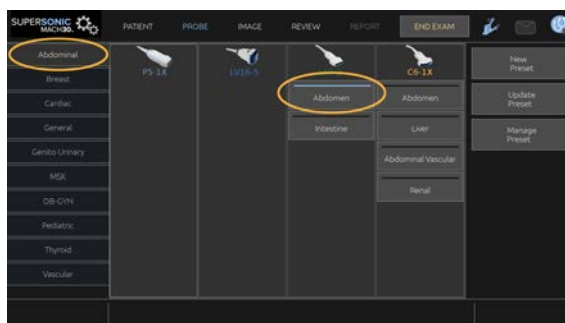 SUPERSONIC
MACH30.
PATIENT PROBE IMAGE REVIEW REPORT END EXAM
Abdominal
Breast
Cardiac
General
Genito Urinary
MSK
OB-GYN
Pediatric
Thyroid
Vascular
P5-1X
LV16-5
C6-1X
Abdomen
Intestine
Abdomen
Liver
Abdominal Vascular
Renal
New
Preset
Update
Preset
Manage
Preset